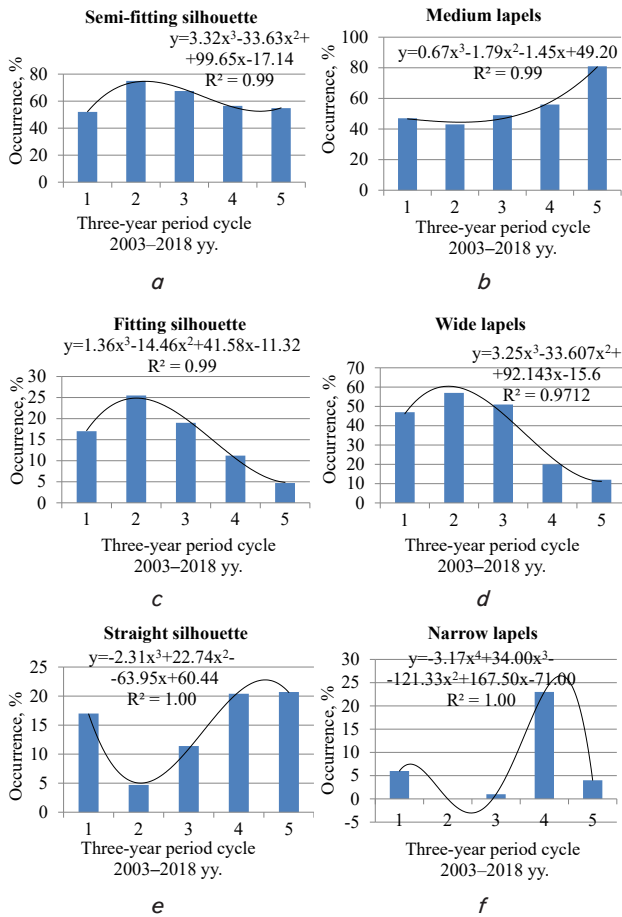 Semi-fitting silhouette
y=3.32x³-33.63x²+
+99.65x-17.14
R² = 0.99
Occurrence, %
80
60
40
20
0
1 2 3 4 5
Three-year period cycle
2003–2018 yy.
a
Medium lapels
y=0.67x³-1.79x²-1.45x+49.20
R² = 0.99
Occurrence, %
100
80
60
40
20
0
1 2 3 4 5
Three-year period cycle
2003–2018 yy.
b
Fitting silhouette
y=1.36x³-14.46x²+41.58x-11.32
R² = 0.99
Occurrence, %
30
25
20
15
10
5
0
1 2 3 4 5
Three-year period cycle
2003–2018 yy.
c
Wide lapels
y=3.25x³-33.607x²+
+92.143x-15.6
R² = 0.9712
Occurrence, %
70
60
50
40
30
20
10
0
1 2 3 4 5
Three-year period cycle
2003–2018 yy.
d
Straight silhouette
y=-2.31x³+22.74x²-
-63.95x+60.44
R² = 1.00
Occurrence, %
25
20
15
10
5
0
1 2 3 4 5
Three-year period cycle
2003–2018 yy.
e
Narrow lapels
y=-3.17x⁴+34.00x³-
-121.33x²+167.50x-71.00
R² = 1.00
Occurrence, %
30
25
20
15
10
5
0
-5
1 2 3 4 5
Three-year period cycle
2003–2018 yy.
f